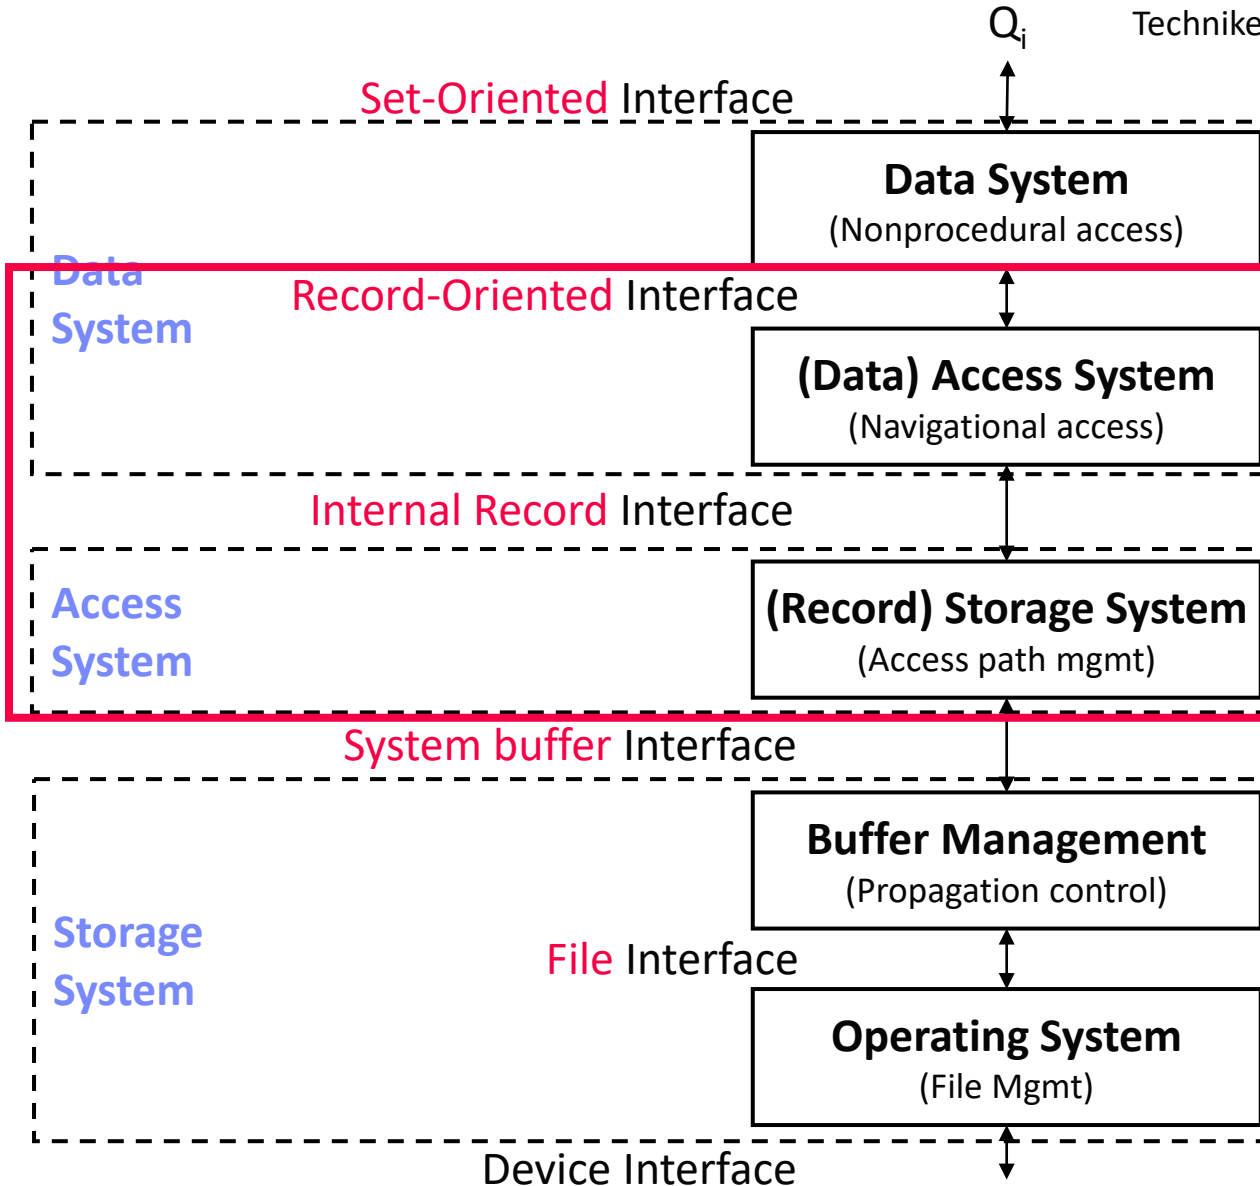 Q_i
Technike
Set-Oriented Interface
Data System
(Nonprocedural access)
Data
System
Record-Oriented Interface
(Data) Access System
(Navigational access)
Internal Record Interface
Access
System
(Record) Storage System
(Access path mgmt)
System buffer Interface
Buffer Management
(Propagation control)
Storage
System
File Interface
Operating System
(File Mgmt)
Device Interface